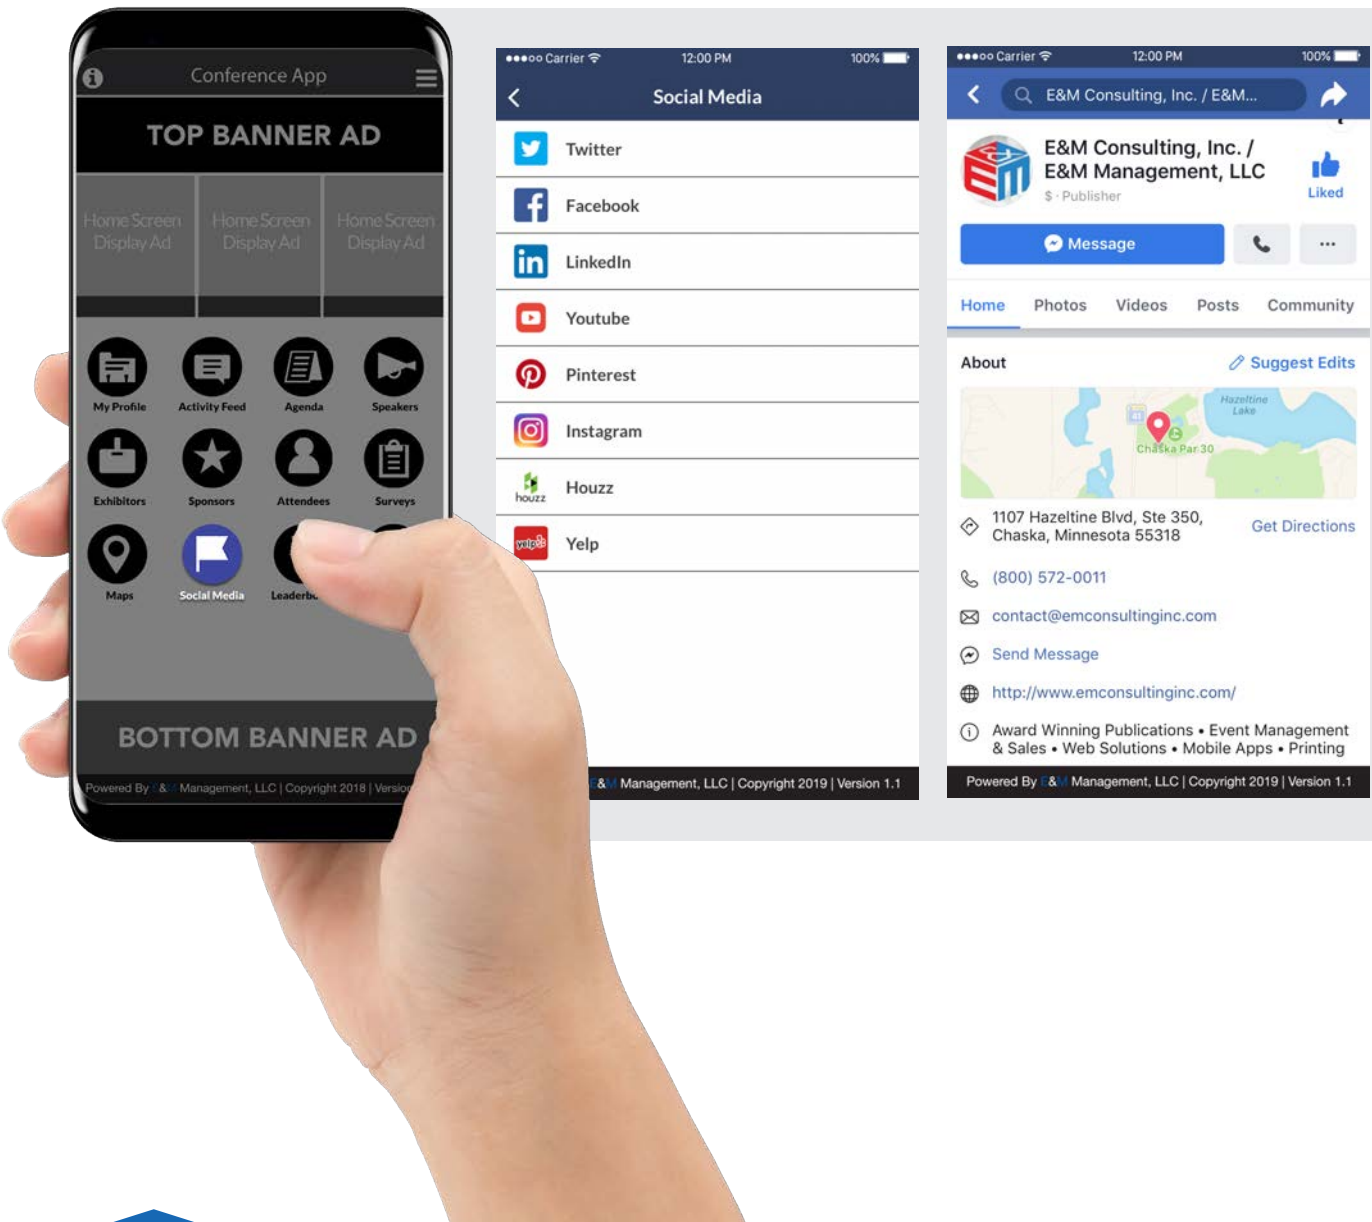 Conference App
TOP BANNER AD
Home Screen
Display Ad
Home Screen
Display Ad
Home Screen
Display Ad
My Profile
Activity Feed
Agenda
Speakers
Exhibitors
Sponsors
Attendees
Surveys
Maps
Social Media
BOTTOM BANNER AD
Powered By E&M Management, LLC | Copyright 2018 |
Carrier 12:00 PM 100%
Social Media
Twitter
Facebook
in LinkedIn
Youtube
Pinterest
Instagram
houzz Houzz
yelp Yelp
&M Management, LLC | Copyright 2019 | Version 1.1
Carrier 12:00 PM 100%
E&M Consulting, Inc. / E&M...
E&M
E&M Consulting, Inc. /
E&M Management, LLC
$ · Publisher
Liked
Message
Home Photos Videos Posts Community
About Suggest Edits
Hazeltine
Lake
41
Chaska Par 30
1107 Hazeltine Blvd, Ste 350,
Chaska, Minnesota 55318
Get Directions
(800) 572-0011
contact@emconsultinginc.com
Send Message
http://www.emconsultinginc.com/
Award Winning Publications • Event Management
& Sales • Web Solutions • Mobile Apps • Printing
Powered By E&M Management, LLC | Copyright 2019 | Version 1.1